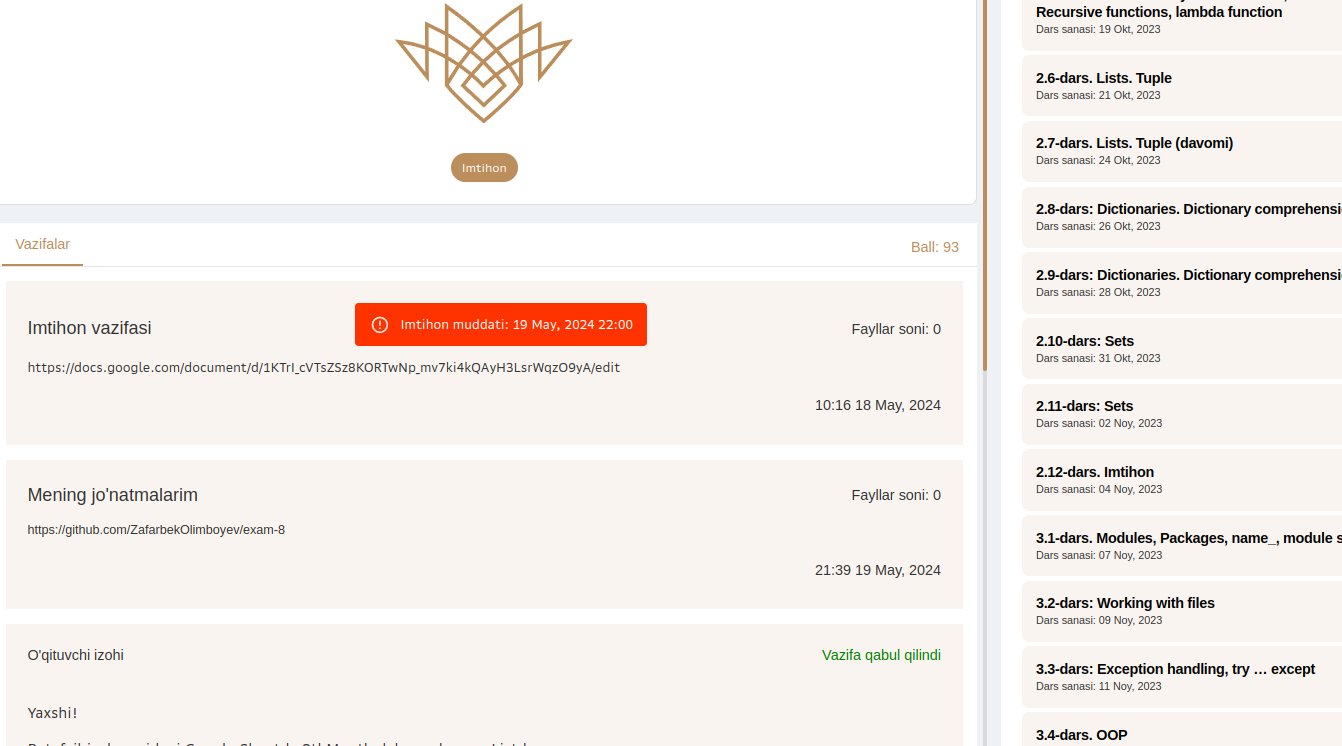 Imtihon
Vazifalar
Ball: 93
Imtihon vazifasi
Imtihon muddati: 19 May, 2024 22:00
Fayllar soni: 0
https://docs.google.com/document/d/1KTrI_cVTsZSz8KORTwNp_mv7ki4kQAyH3LsrWqzO9yA/edit
10:16 18 May, 2024
Mening jo'natmalarim
Fayllar soni: 0
https://github.com/ZafarbekOlimboyev/exam-8
21:39 19 May, 2024
O'qituvchi izohi
Vazifa qabul qilindi
Yaxshi!
Recursive functions, lambda function
Dars sanasi: 19 Okt, 2023
2.6-dars. Lists. Tuple
Dars sanasi: 21 Okt, 2023
2.7-dars. Lists. Tuple (davomi)
Dars sanasi: 24 Okt, 2023
2.8-dars: Dictionaries. Dictionary comprehensi
Dars sanasi: 26 Okt, 2023
2.9-dars: Dictionaries. Dictionary comprehensi
Dars sanasi: 28 Okt, 2023
2.10-dars: Sets
Dars sanasi: 31 Okt, 2023
2.11-dars: Sets
Dars sanasi: 02 Noy, 2023
2.12-dars. Imtihon
Dars sanasi: 04 Noy, 2023
3.1-dars. Modules, Packages, name_, module s
Dars sanasi: 07 Noy, 2023
3.2-dars: Working with files
Dars sanasi: 09 Noy, 2023
3.3-dars: Exception handling, try … except
Dars sanasi: 11 Noy, 2023
3.4-dars. OOP